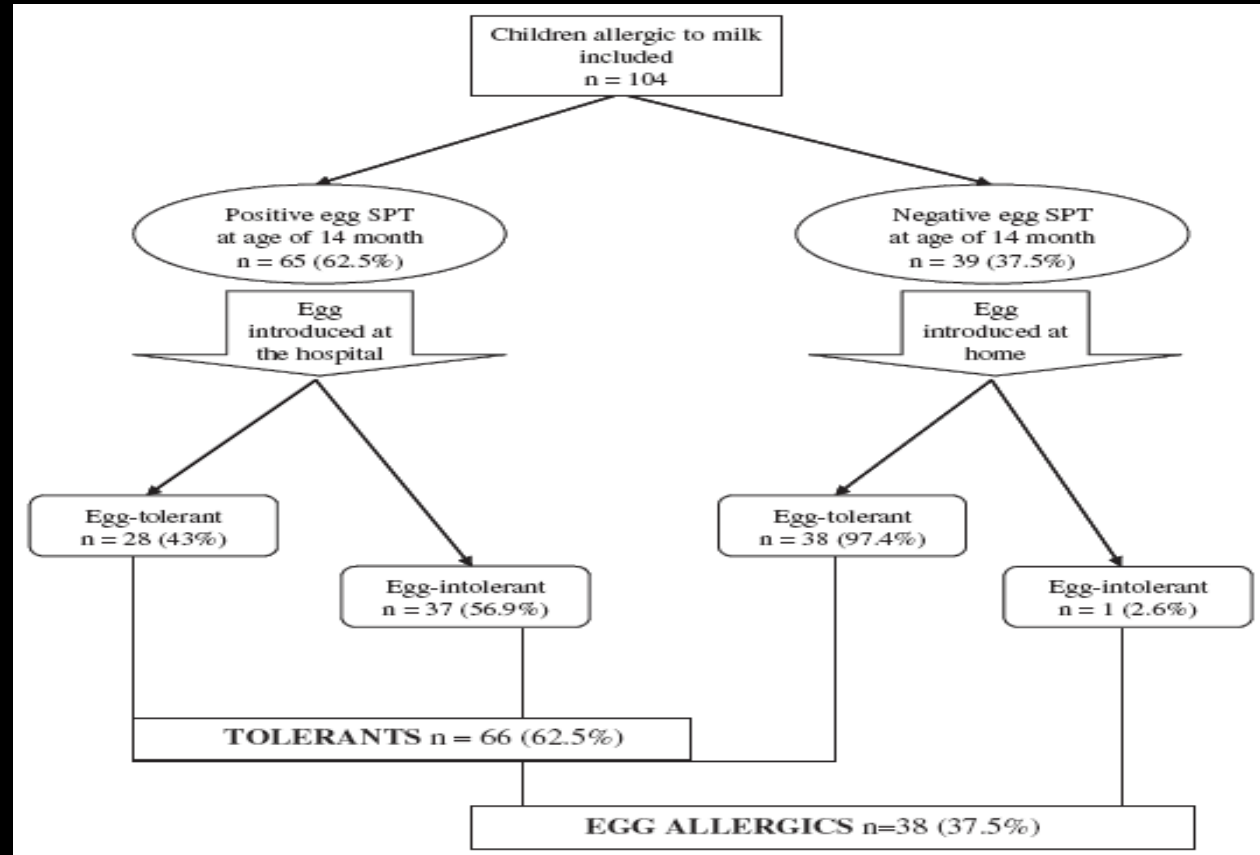 Children allergic to milk
included
n = 104
Positive egg SPT
at age of 14 month
n = 65 (62.5%)
Negative egg SPT
at age of 14 month
n = 39 (37.5%)
Egg
introduced at
the hospital
Egg
introduced at
home
Egg-tolerant
n = 28 (43%)
Egg-intolerant
n = 37 (56.9%)
Egg-tolerant
n = 38 (97.4%)
Egg-intolerant
n = 1 (2.6%)
TOLERANTS n = 66 (62.5%)
EGG ALLERGICS n=38 (37.5%)